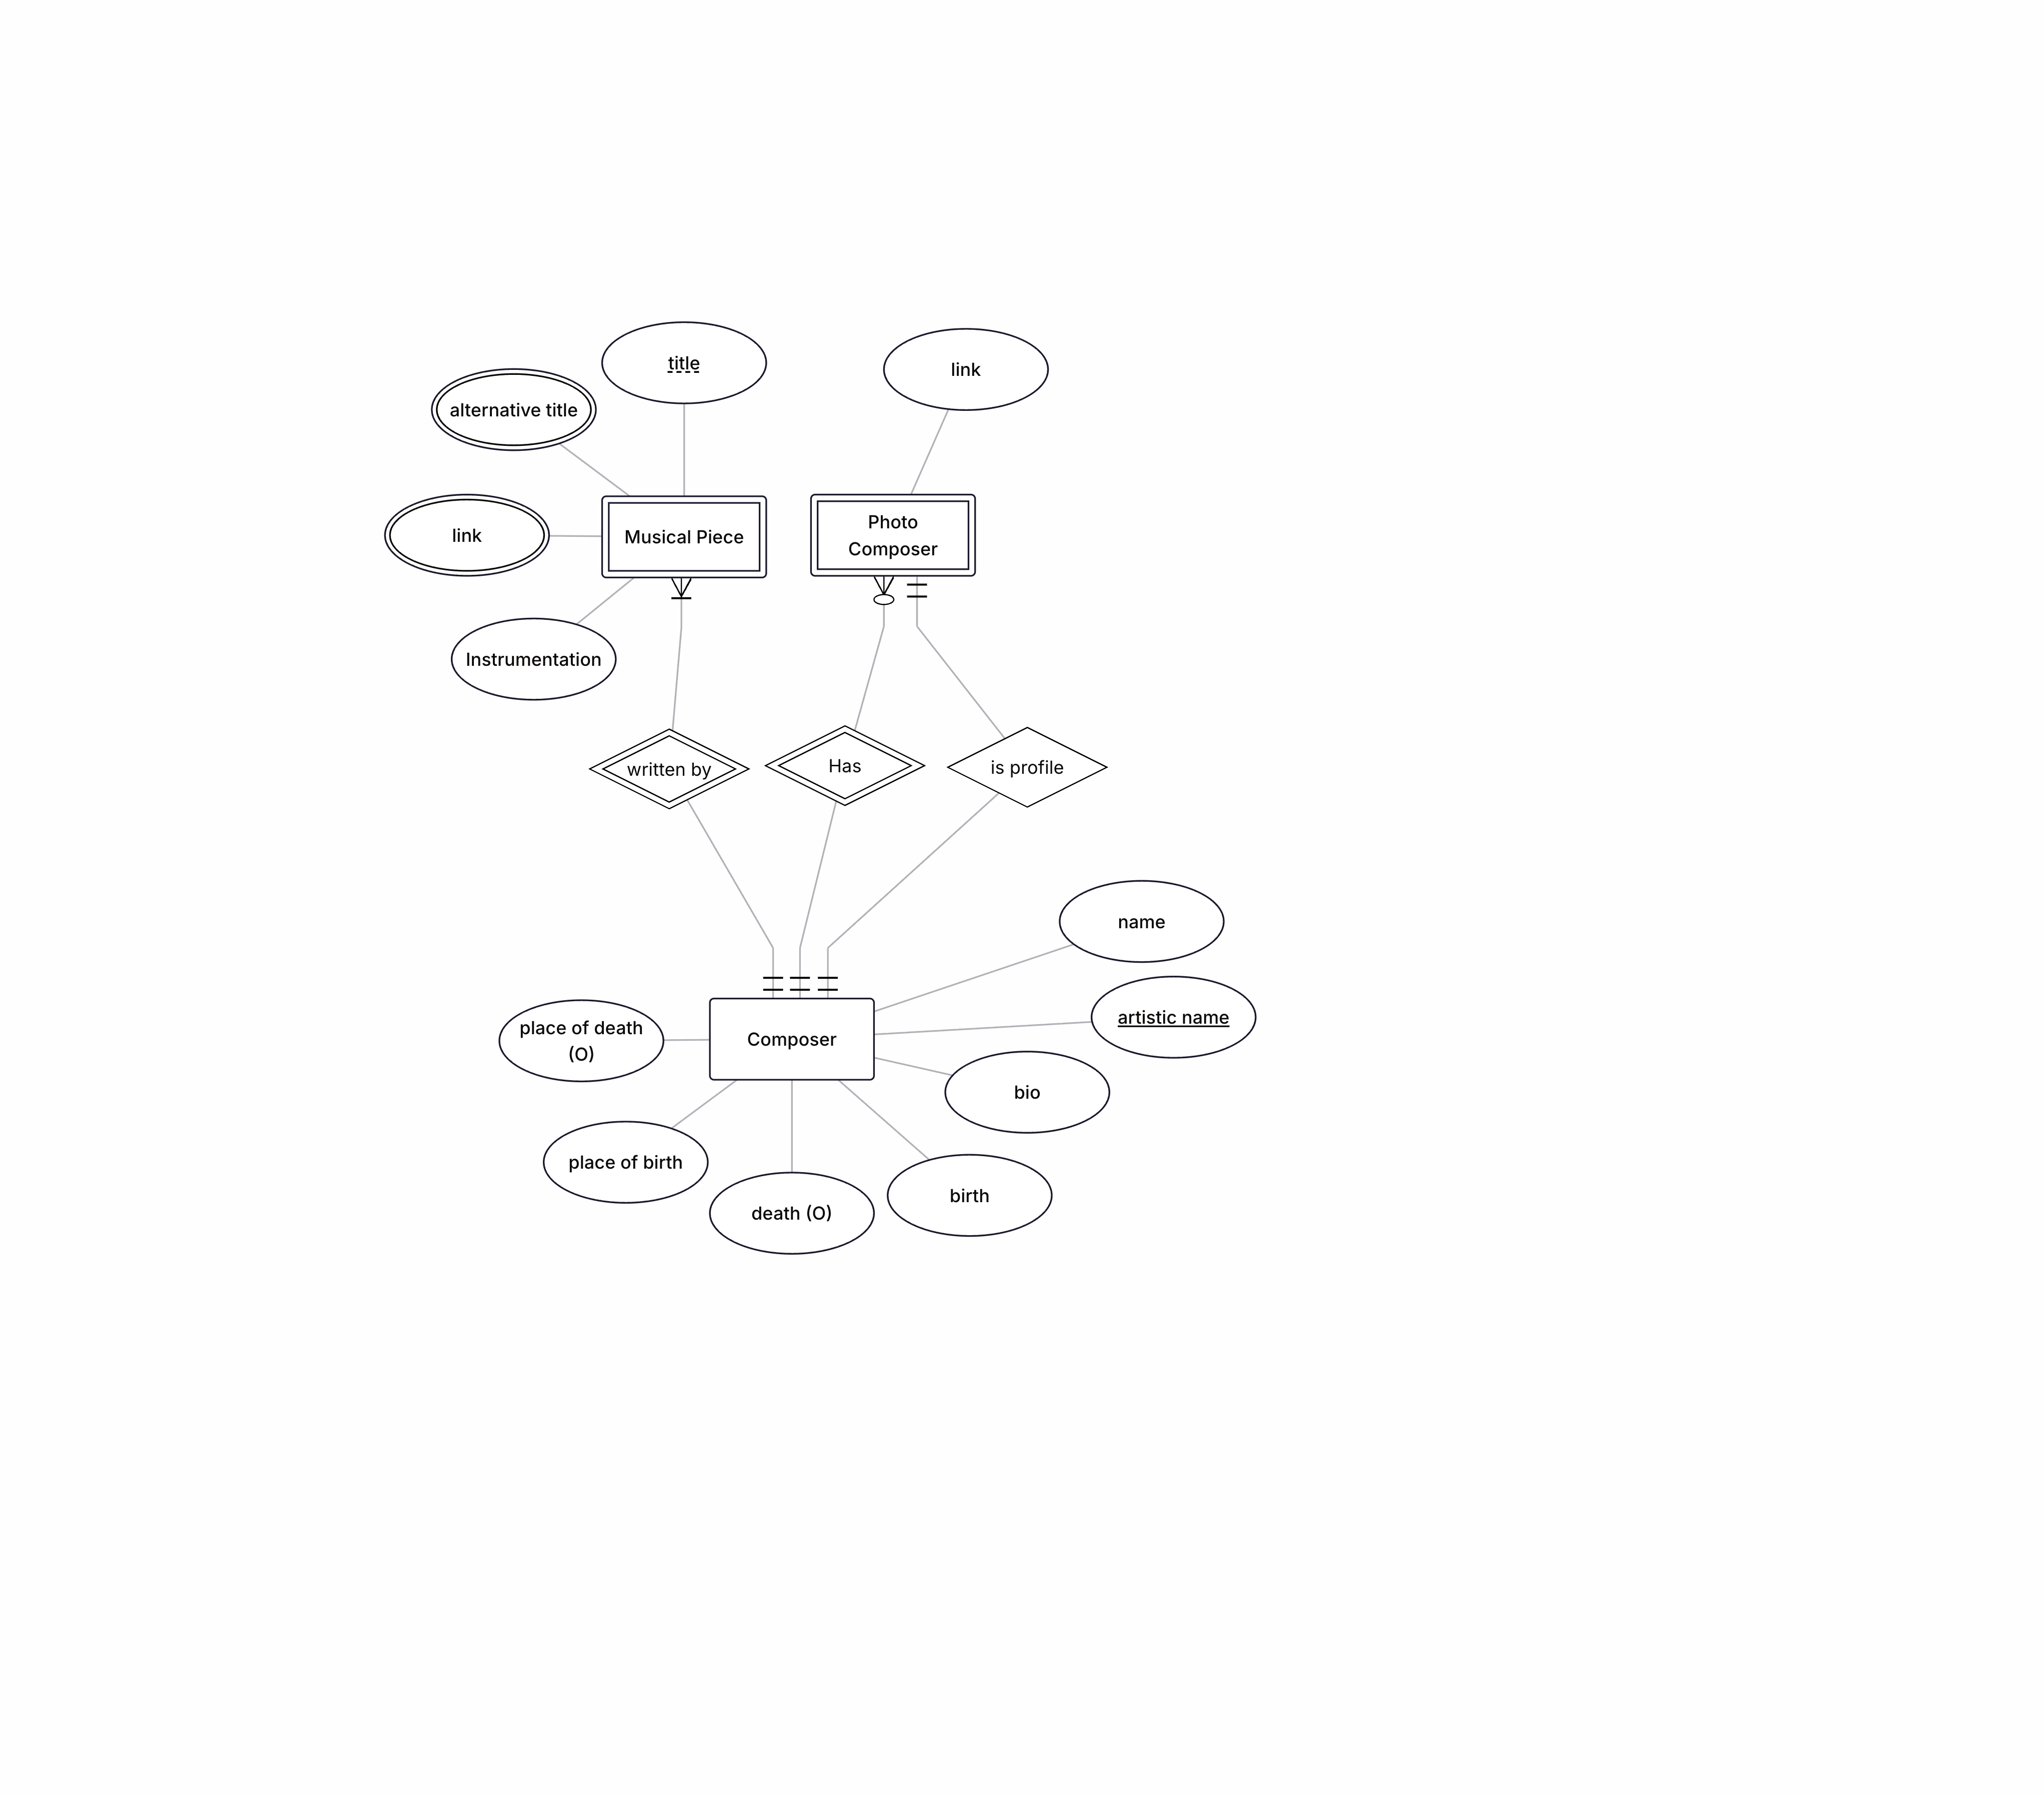 title
link
alternative title
link
Musical Piece
Photo
Composer
Instrumentation
written by
Has
is profile
name
artistic name
place of death
(O)
Composer
bio
place of birth
birth
death (O)